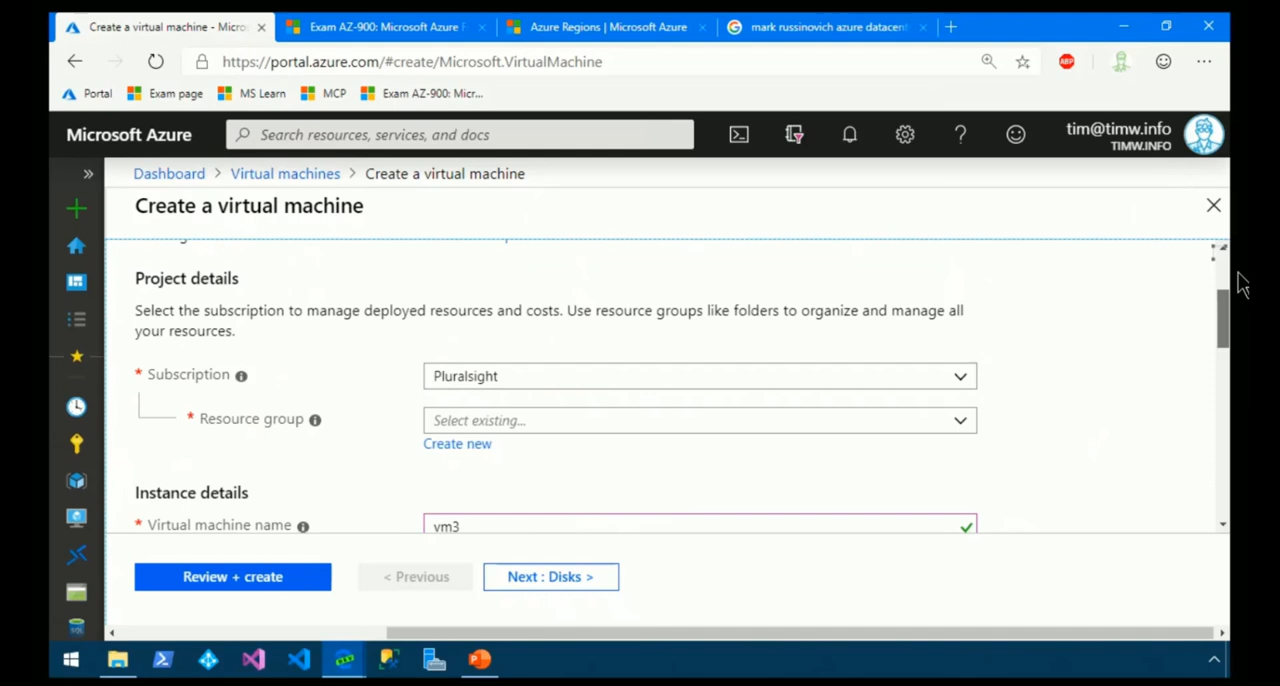 Create a virtual machine - Micro
Exam AZ-900: Microsoft Azure F
Azure Regions | Microsoft Azure
mark russinovich azure datacent
https://portal.azure.com/#create/Microsoft.VirtualMachine
ABP
Portal
Exam page
MS Learn
MCP
Exam AZ-900: Micr...
Microsoft Azure
Search resources, services, and docs
tim@timw.info
TIMW.INFO
Dashboard > Virtual machines > Create a virtual machine
Create a virtual machine
Project details
Select the subscription to manage deployed resources and costs. Use resource groups like folders to organize and manage all
your resources.
* Subscription
Pluralsight
* Resource group
Select existing...
Create new
Instance details
* Virtual machine name
vm3
Review + create
< Previous
Next : Disks >